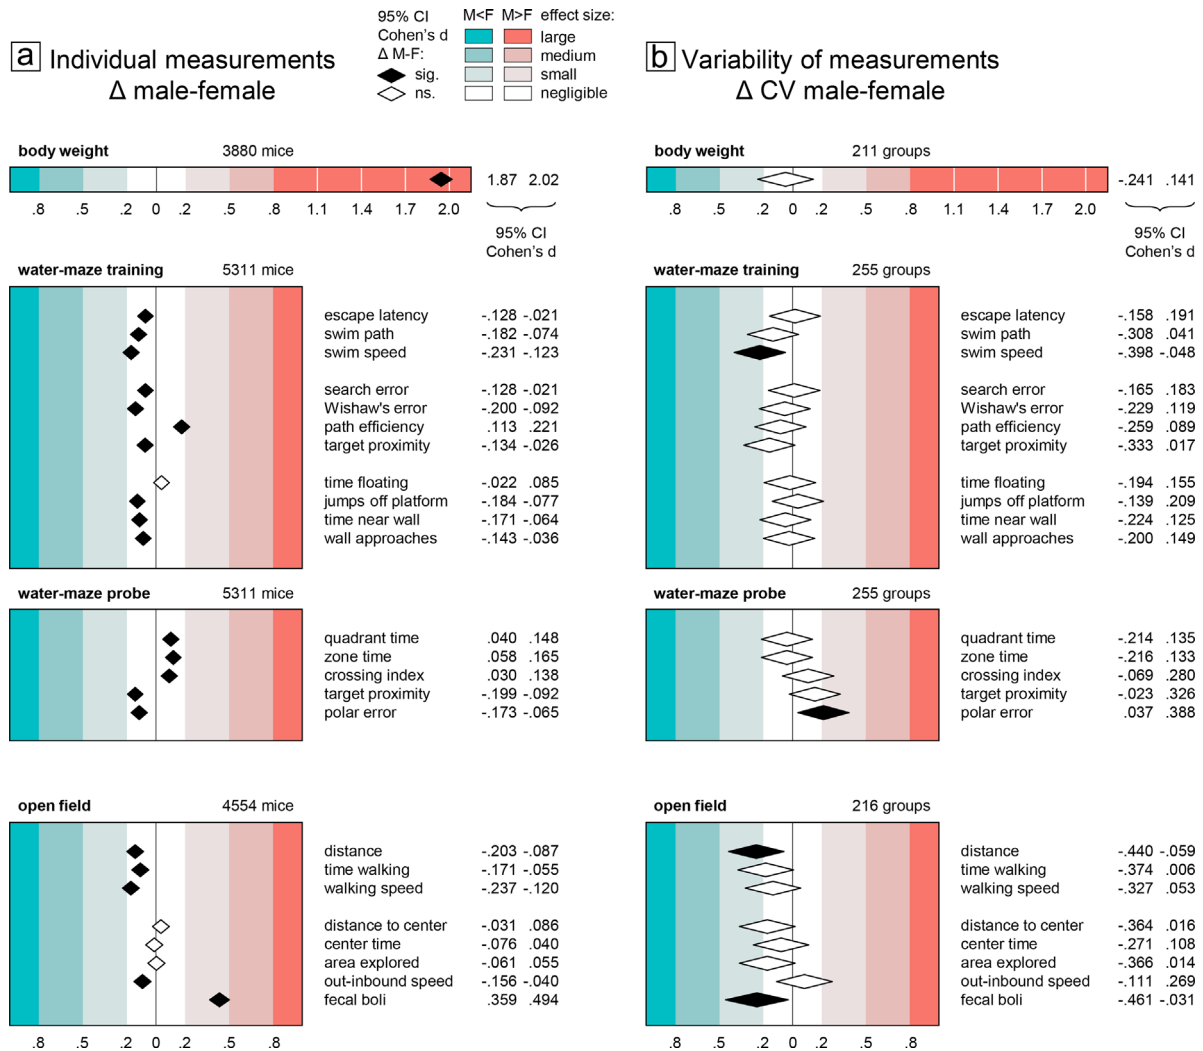 a Individual measurements
Δ male-female
95% CI
Cohen's d
Δ M-F:
sig.
ns.
M<F M>F effect size:
large
medium
small
negligible
b Variability of measurements
Δ CV male-female
body weight 3880 mice
1.87 2.02
.8 .5 .2 0 .2 .5 .8 1.1 1.4 1.7 2.0
95% CI
Cohen's d
water-maze training 5311 mice
escape latency -.128 -.021
swim path -.182 -.074
swim speed -.231 -.123
search error -.128 -.021
Wishaw's error -.200 -.092
path efficiency .113 .221
target proximity -.134 -.026
time floating -.022 .085
jumps off platform -.184 -.077
time near wall -.171 -.064
wall approaches -.143 -.036
water-maze probe 5311 mice
quadrant time .040 .148
zone time .058 .165
crossing index .030 .138
target proximity -.199 -.092
polar error -.173 -.065
open field 4554 mice
distance -.203 -.087
time walking -.171 -.055
walking speed -.237 -.120
distance to center -.031 .086
center time -.076 .040
area explored -.061 .055
out-inbound speed -.156 -.040
fecal boli .359 .494
.8 .5 .2 0 .2 .5 .8
body weight 211 groups
-.241 .141
.8 .5 .2 0 .2 .5 .8 1.1 1.4 1.7 2.0
95% CI
Cohen's d
water-maze training 255 groups
escape latency -.158 .191
swim path -.308 .041
swim speed -.398 -.048
search error -.165 .183
Wishaw's error -.229 .119
path efficiency -.259 .089
target proximity -.333 .017
time floating -.194 .155
jumps off platform -.139 .209
time near wall -.224 .125
wall approaches -.200 .149
water-maze probe 255 groups
quadrant time -.214 .135
zone time -.216 .133
crossing index -.069 .280
target proximity -.023 .326
polar error .037 .388
open field 216 groups
distance -.440 -.059
time walking -.374 .006
walking speed -.327 .053
distance to center -.364 .016
center time -.271 .108
area explored -.366 .014
out-inbound speed -.111 .269
fecal boli -.461 -.031
.8 .5 .2 0 .2 .5 .8